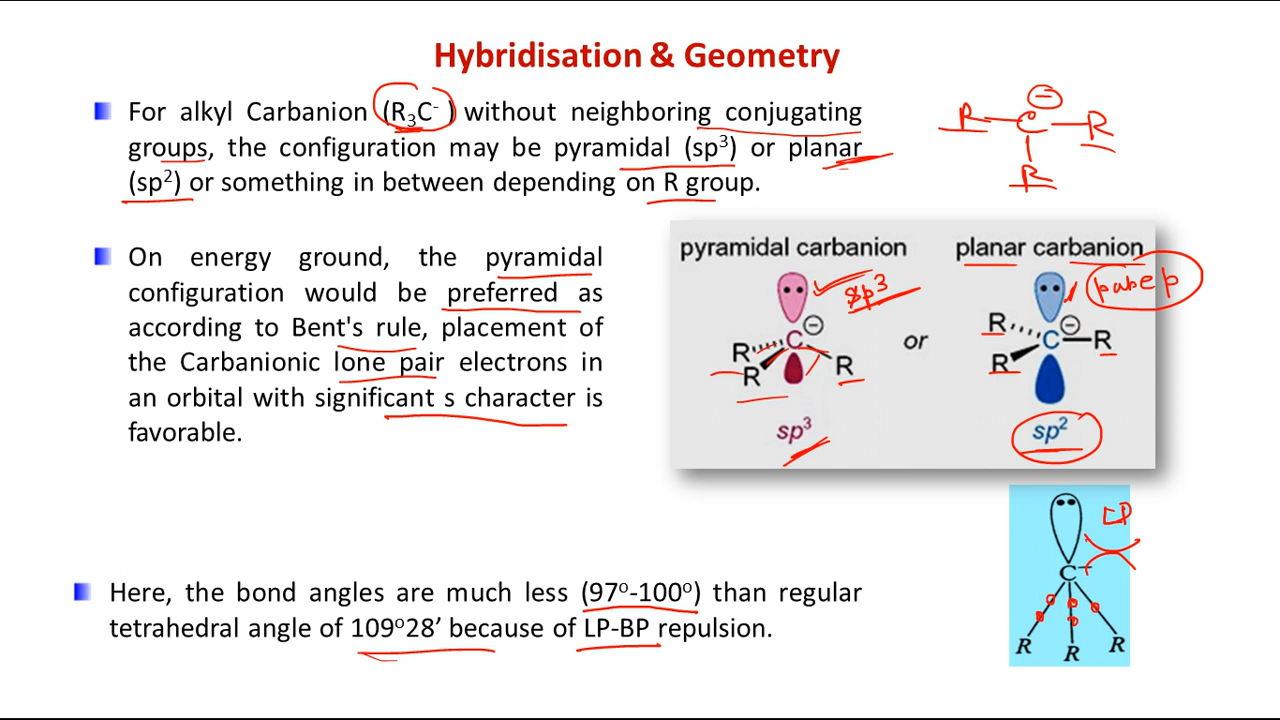 Hybridisation & Geometry
For alkyl Carbanion (R₃C⁻ ) without neighboring conjugating
groups, the configuration may be pyramidal (sp³) or planar
(sp²) or something in between depending on R group.
R C R
⊖
R
On energy ground, the pyramidal
configuration would be preferred as
according to Bent's rule, placement of
the Carbanionic lone pair electrons in
an orbital with significant s character is
favorable.
pyramidal carbanion
sp3
R C ⊖
R R
sp³
or
planar carbanion
pure p
R C ⊖ R
R
sp²
LP
C
R R R
Here, the bond angles are much less (97º-100º) than regular
tetrahedral angle of 109º28’ because of LP-BP repulsion.